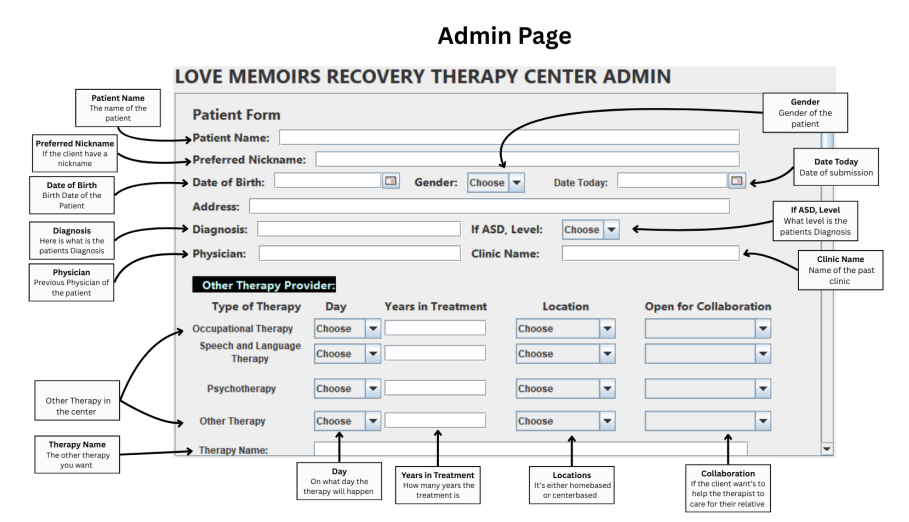 Admin Page
LOVE MEMOIRS RECOVERY THERAPY CENTER ADMIN
Patient Form
Patient Name:
Preferred Nickname:
Date of Birth:
Gender: Choose
Date Today:
Address:
Diagnosis:
If ASD, Level: Choose
Physician:
Clinic Name:
Other Therapy Provider:
Type of Therapy Day Years in Treatment Location Open for Collaboration
Occupational Therapy Choose Choose
Speech and Language
Therapy
Choose Choose
Psychotherapy Choose Choose
Other Therapy Choose Choose
Therapy Name:
Patient Name
The name of the
patient
Preferred Nickname
If the client have a
nickname
Date of Birth
Birth Date of the
Patient
Diagnosis
Here is what is the
patients Diagnosis
Physician
Previous Physician of
the patient
Other Therapy in
the center
Therapy Name
The other therapy
you want
Gender
Gender of the
patient
Date Today
Date of submission
If ASD, Level
What level is the
patients Diagnosis
Clinic Name
Name of the past
clinic
Day
On what day the
therapy will happen
Years in Treatment
How many years the
treatment is
Locations
It's either homebased
or centerbased
Collaboration
If the client want's to
help the therapist to
care for their relative